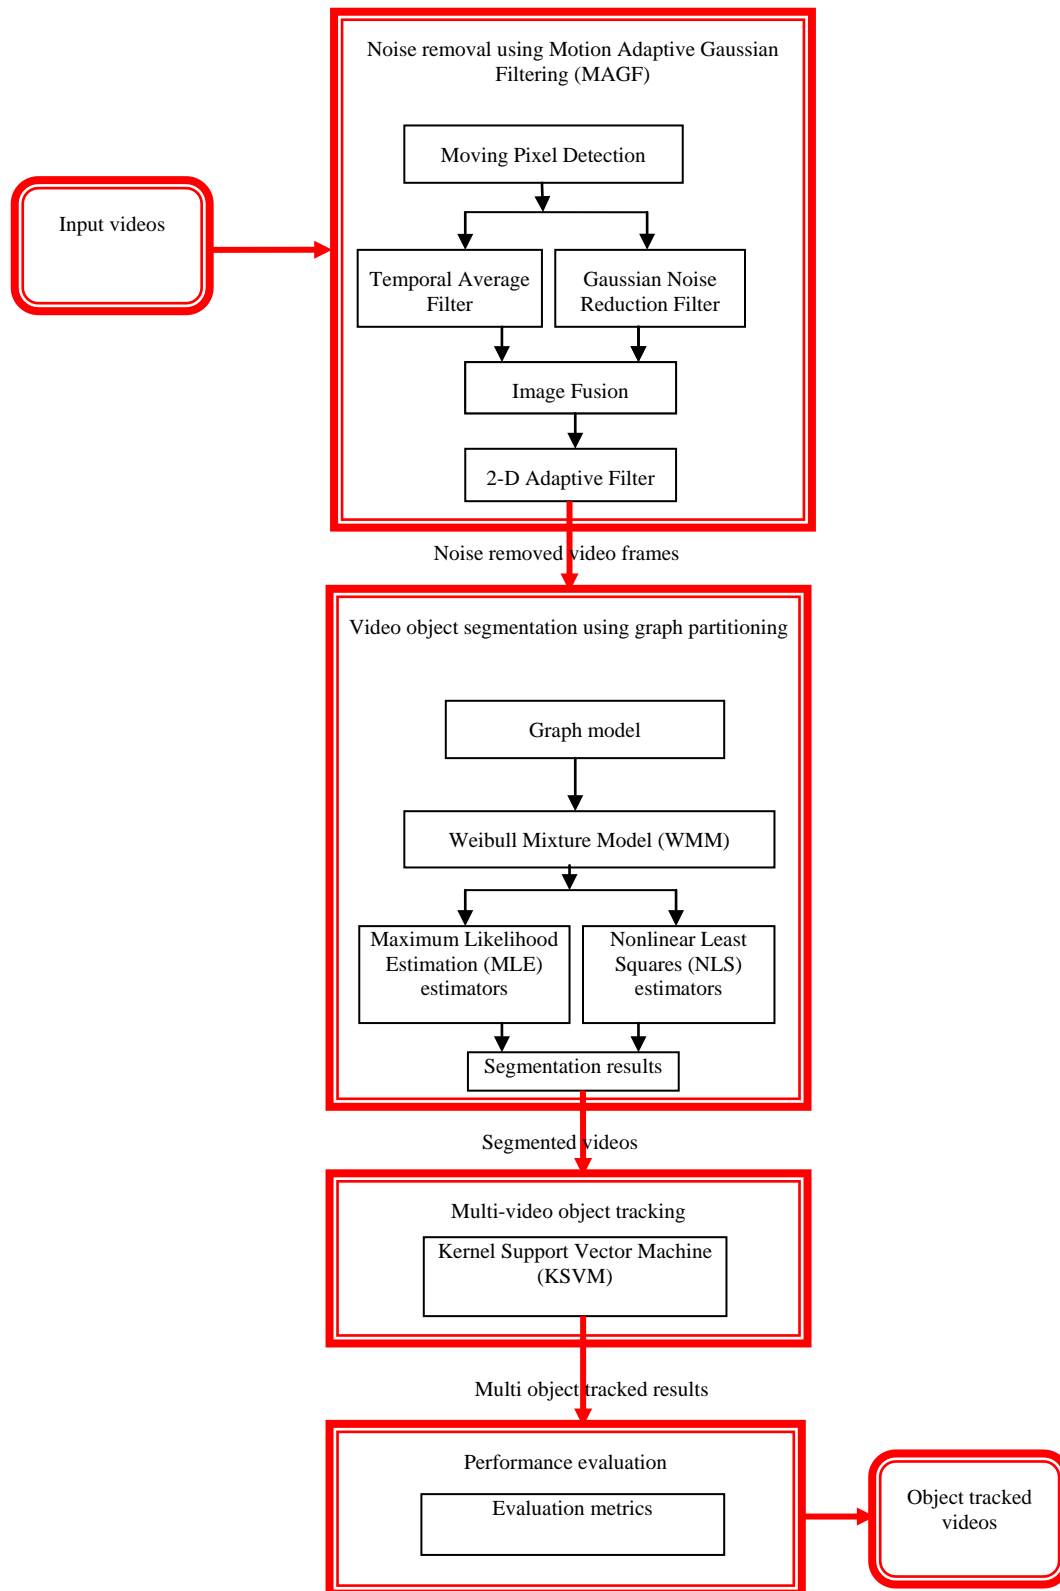 Noise removal using Motion Adaptive Gaussian
Filtering (MAGF)
Moving Pixel Detection
Input videos
Temporal Average
Filter
Gaussian Noise
Reduction Filter
Image Fusion
2-D Adaptive Filter
Noise removed video frames
Video object segmentation using graph partitioning
Graph model
Weibull Mixture Model (WMM)
Maximum Likelihood
Estimation (MLE)
estimators
Nonlinear Least
Squares (NLS)
estimators
Segmentation results
Segmented videos
Multi-video object tracking
Kernel Support Vector Machine
(KSVM)
Multi object tracked results
Performance evaluation
Evaluation metrics
Object tracked
videos